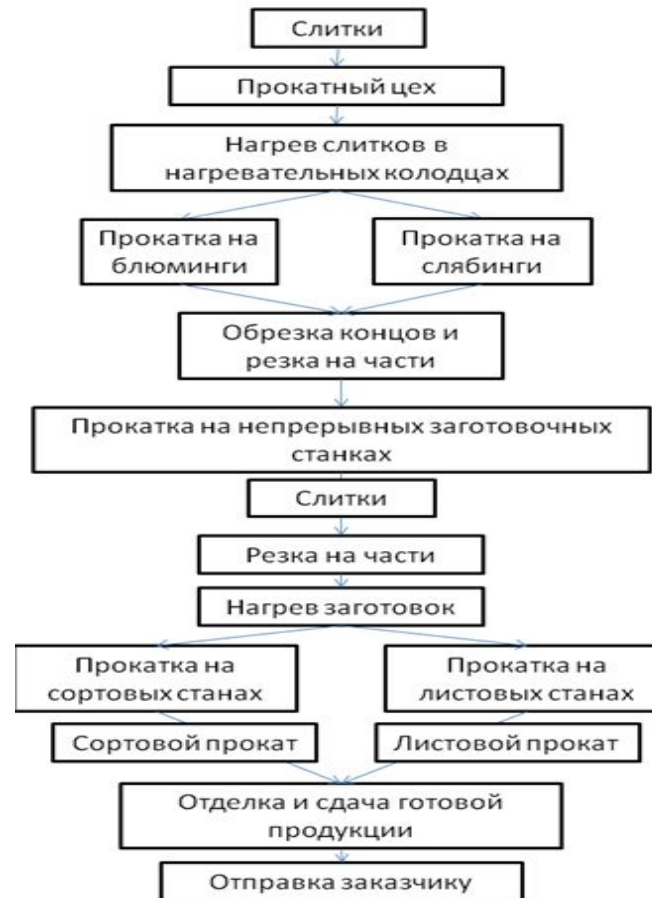 Слитки
Прокатный цех
Нагрев слитков в
нагревательных колодцах
Прокатка на
блюминги
Прокатка на
слябинги
Обрезка концов и
резка на части
Прокатка на непрерывных заготовочных
станках
Слитки
Резка на части
Нагрев заготовок
Прокатка на
сортовых станах
Прокатка на
листовых станах
Сортовой прокат
Листовой прокат
Отделка и сдача готовой
продукции
Отправка заказчику